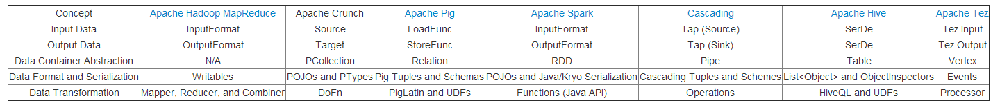 Concept Apache Hadoop MapReduce Apache Crunch Apache Pig Apache Spark Cascading Apache Hive Apache Tez
Input Data InputFormat Source LoadFunc InputFormat Tap (Source) SerDe Tez Input
Output Data OutputFormat Target StoreFunc OutputFormat Tap (Sink) SerDe Tez Output
Data Container Abstraction N/A PCollection Relation RDD Pipe Table Vertex
Data Format and Serialization Writables POJOs and PTypes Pig Tuples and Schemas POJOs and Java/Kryo Serialization Cascading Tuples and Schemes List<Object> and ObjectInspectors Events
Data Transformation Mapper, Reducer, and Combiner DoFn PigLatin and UDFs Functions (Java API) Operations HiveQL and UDFs Processor